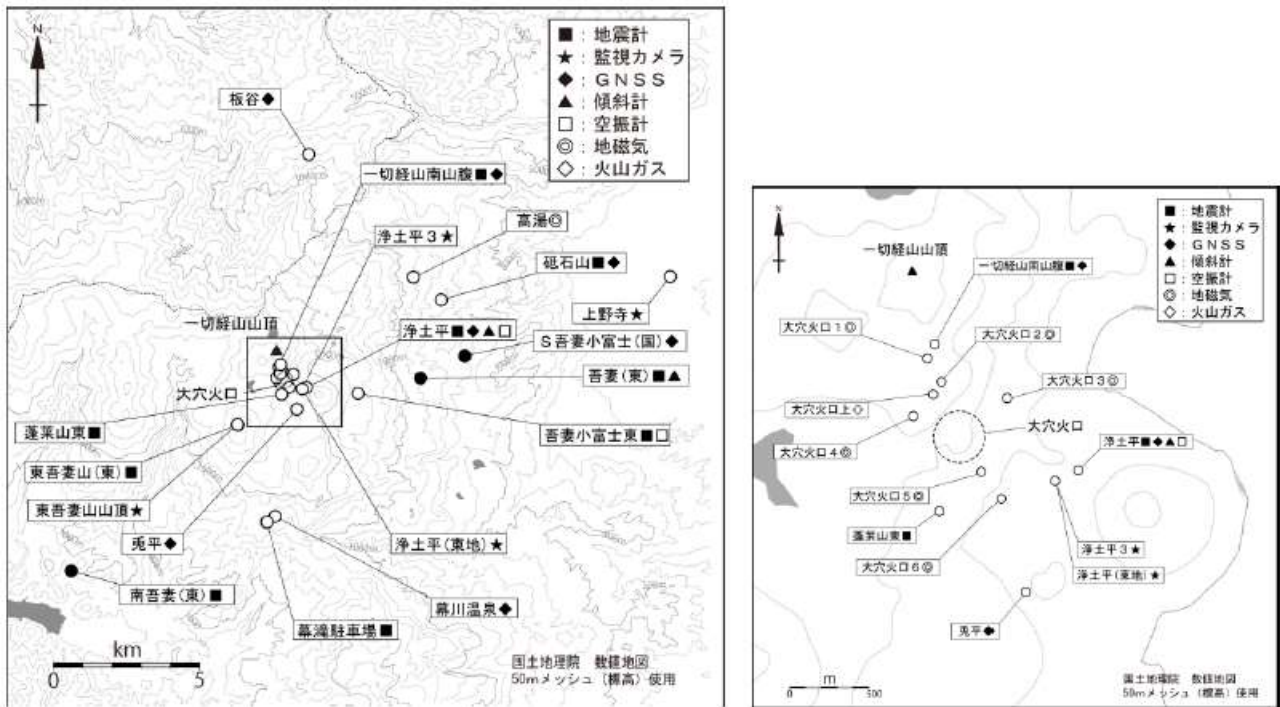 N
■：地震計
★：監視カメラ
◆：ＧＮＳＳ
▲：傾斜計
□：空振計
◎：地磁気
◇：火山ガス
板谷◆
一切経山南山腹■◆
高湯◎
浄土平３★
砥石山■◆
上野寺★
一切経山山頂
浄土平■◆▲□
Ｓ吾妻小富士(国)◆
吾妻(東)■▲
大穴火口
蓬莱山東■
吾妻小富士東■□
東吾妻山(東)■
東吾妻山山頂★
兎平◆
浄土平(東地)★
南吾妻(東)■
幕川温泉◆
幕滝駐車場■
km
0 5
国土地理院 数値地図
50mメッシュ（標高）使用
N
■：地震計
★：監視カメラ
◆：ＧＮＳＳ
▲：傾斜計
□：空振計
◎：地磁気
◇：火山ガス
一切経山山頂
一切経山南山腹■◆
大穴火口１◎
大穴火口２◎
大穴火口３◎
大穴火口上◇
大穴火口
大穴火口４◎
浄土平■◆▲□
大穴火口５◎
蓬莱山東■
浄土平３★
大穴火口６◎
浄土平(東地)★
兎平◆
m
0 500
国土地理院 数値地図
50mメッシュ（標高）使用